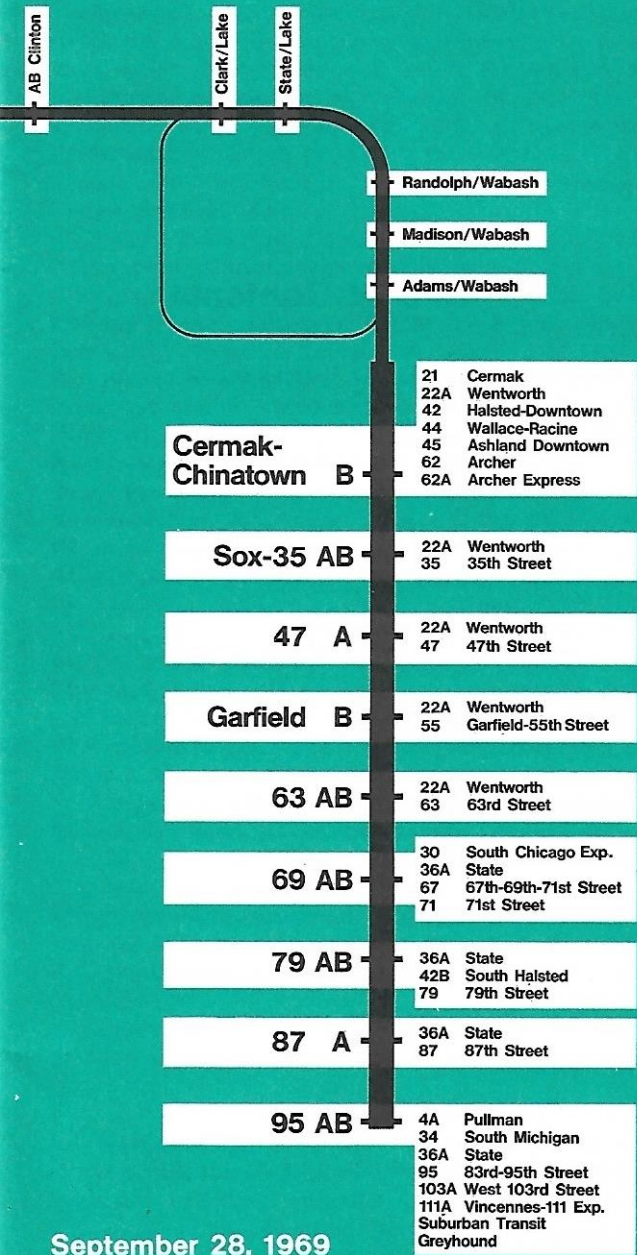 AB Clinton
Clark/Lake
State/Lake
Randolph/Wabash
Madison/Wabash
Adams/Wabash
Cermak-
Chinatown B
21 Cermak
22A Wentworth
42 Halsted-Downtown
44 Wallace-Racine
45 Ashland Downtown
62 Archer
62A Archer Express
Sox-35 AB
22A Wentworth
35 35th Street
47 A
22A Wentworth
47 47th Street
Garfield B
22A Wentworth
55 Garfield-55th Street
63 AB
22A Wentworth
63 63rd Street
69 AB
30 South Chicago Exp.
36A State
67 67th-69th-71st Street
71 71st Street
79 AB
36A State
42B South Halsted
79 79th Street
87 A
36A State
87 87th Street
95 AB
4A Pullman
34 South Michigan
36A State
95 83rd-95th Street
103A West 103rd Street
111A Vincennes-111 Exp.
Suburban Transit
Greyhound
September 28, 1969